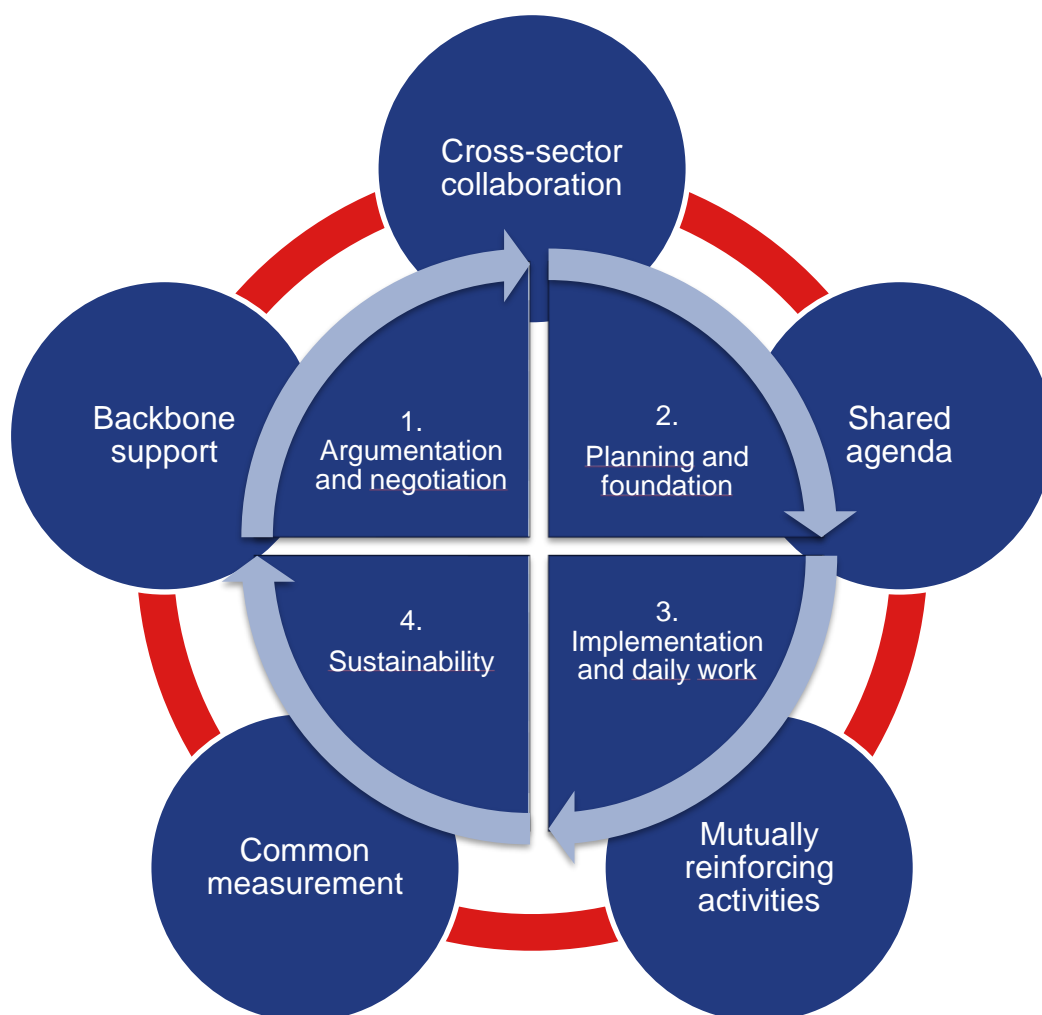 Cross-sector
collaboration
Backbone
support
1.
Argumentation
and negotiation
2.
Planning and
foundation
Shared
agenda
4.
Sustainability
3.
Implementation
and daily work
Common
measurement
Mutually
reinforcing
activities